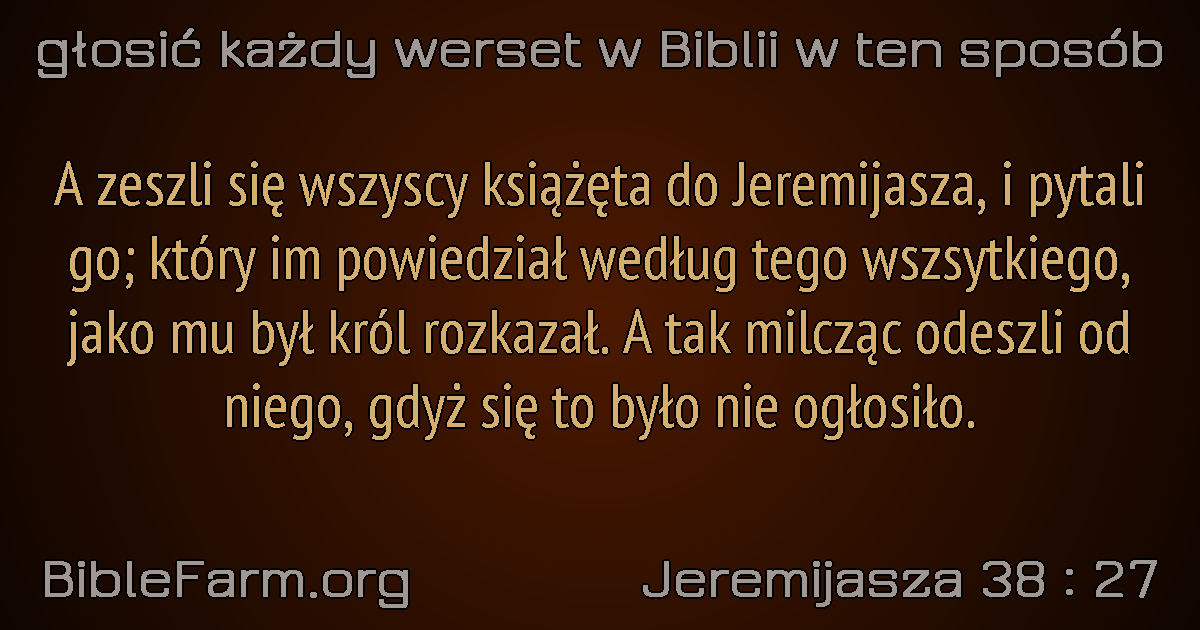 głosić każdy werset w Biblii w ten sposób
A zeszli się wszyscy książęta do Jeremijasza, i pytali
go; który im powiedział według tego wszsytkiego,
jako mu był król rozkazał. A tak milcząc odeszli od
niego, gdyż się to było nie ogłosiło.
BibleFarm.org
Jeremijasza 38 : 27